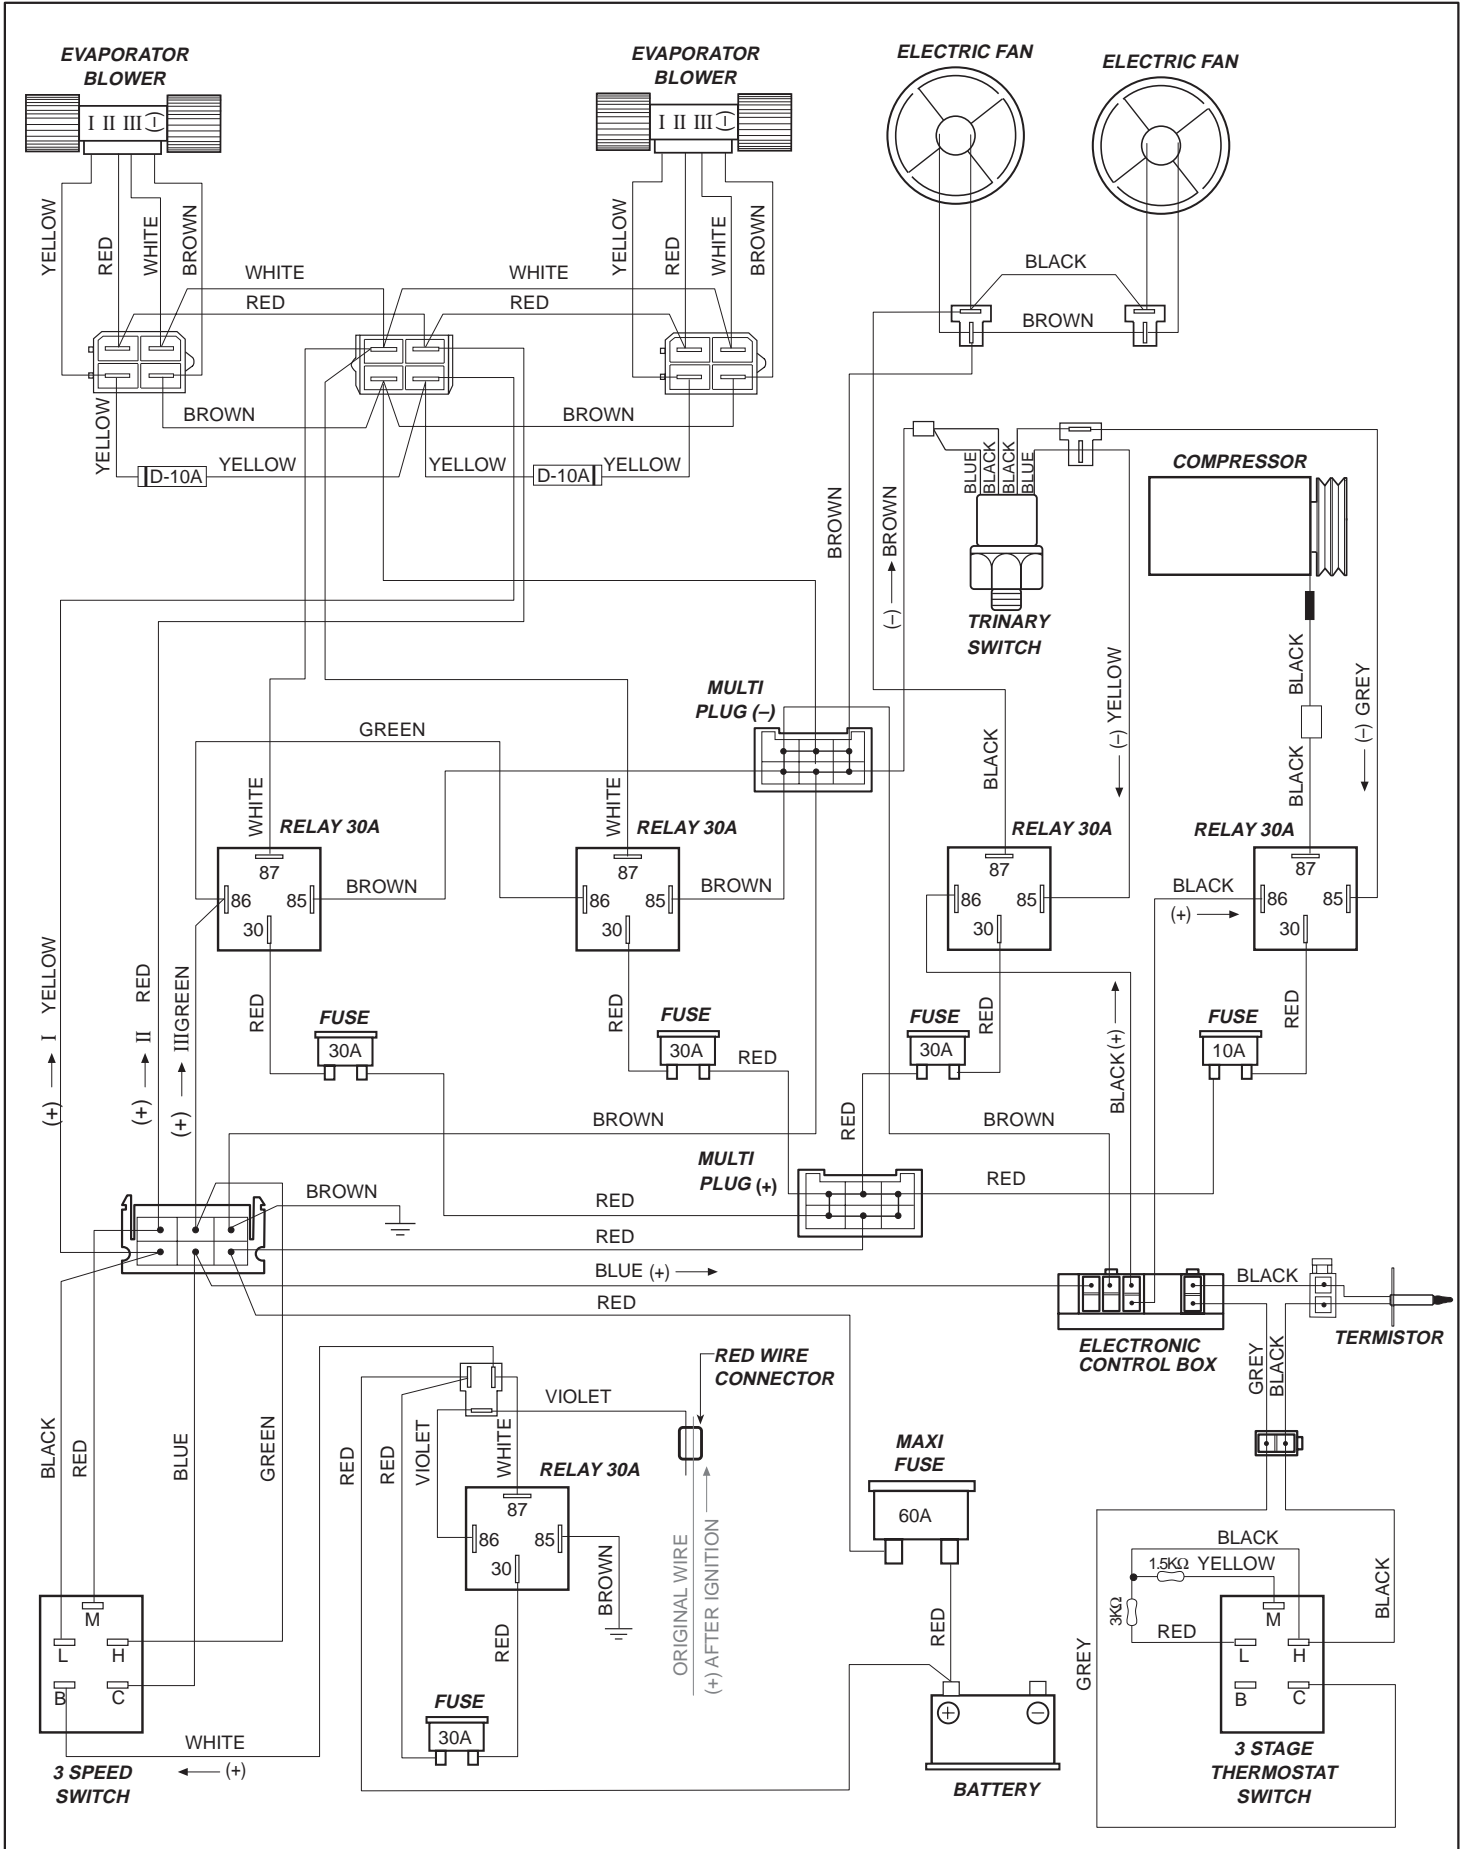 EVAPORATOR
BLOWER
EVAPORATOR
BLOWER
ELECTRIC FAN
ELECTRIC FAN
I II III (–)
I II III (–)
YELLOW
RED
WHITE
BROWN
YELLOW
RED
WHITE
BROWN
WHITE
RED
WHITE
RED
BLACK
BROWN
YELLOW
BROWN
BROWN
D-10A
YELLOW
YELLOW
D-10A
YELLOW
BROWN
(–) BROWN
BLUE
BLACK
BLACK
BLUE
TRINARY
SWITCH
COMPRESSOR
BLACK
BLACK
(–) YELLOW
(–) GREY
MULTI
PLUG (–)
GREEN
WHITE
WHITE
BLACK
RELAY 30A
87
86
85
30
BROWN
RELAY 30A
87
86
85
30
BROWN
RELAY 30A
87
86
85
30
BLACK
(+)
RELAY 30A
87
86
85
30
(+) I YELLOW
(+) II RED
(+) III GREEN
RED
FUSE
30A
RED
FUSE
30A
RED
FUSE
30A
RED
BLACK (+)
FUSE
10A
RED
BROWN
RED
BROWN
MULTI
PLUG (+)
RED
BROWN
RED
RED
BLUE (+)
RED
BLACK
ELECTRONIC
CONTROL BOX
TERMISTOR
GREY
BLACK
RED WIRE
CONNECTOR
VIOLET
BLACK
RED
BLUE
GREEN
RED
RED
VIOLET
WHITE
RELAY 30A
87
86
85
30
BROWN
RED
ORIGINAL WIRE
(+) AFTER IGNITION
MAXI
FUSE
60A
RED
FUSE
30A
BATTERY
+
–
M
L
H
B
C
WHITE
(+)
3 SPEED
SWITCH
BLACK
1.5KΩ
YELLOW
3KΩ
RED
BLACK
GREY
M
L
H
B
C
3 STAGE
THERMOSTAT
SWITCH